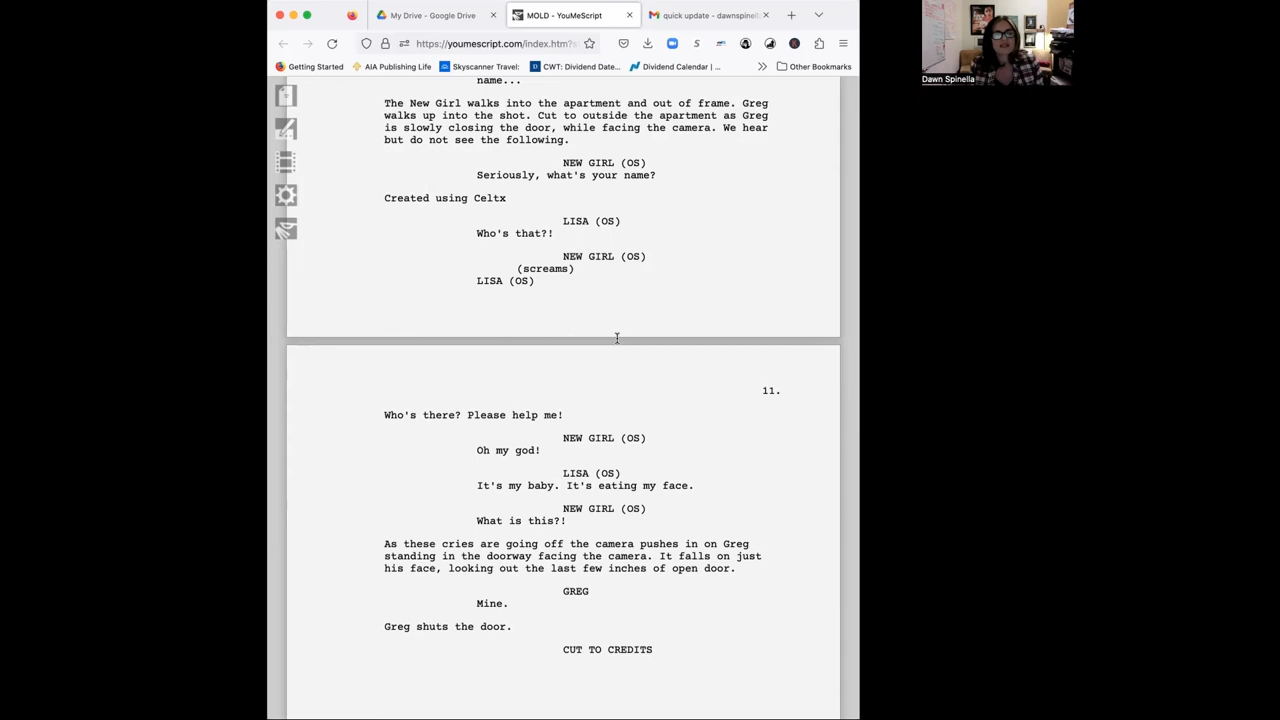 My Drive - Google Drive
MOLD - YouMeScript
quick update - dawnspinell
https://youmescript.com/index.htm?s
Getting Started
AIA Publishing Life
Skyscanner Travel:
CWT: Dividend Date...
Dividend Calendar | ...
Other Bookmarks
Dawn Spinella
name...
The New Girl walks into the apartment and out of frame. Greg
walks up into the shot. Cut to outside the apartment as Greg
is slowly closing the door, while facing the camera. We hear
but do not see the following.
NEW GIRL (OS)
Seriously, what's your name?
Created using Celtx
LISA (OS)
Who's that?!
NEW GIRL (OS)
(screams)
LISA (OS)
11.
Who's there? Please help me!
NEW GIRL (OS)
Oh my god!
LISA (OS)
It's my baby. It's eating my face.
NEW GIRL (OS)
What is this?!
As these cries are going off the camera pushes in on Greg
standing in the doorway facing the camera. It falls on just
his face, looking out the last few inches of open door.
GREG
Mine.
Greg shuts the door.
CUT TO CREDITS